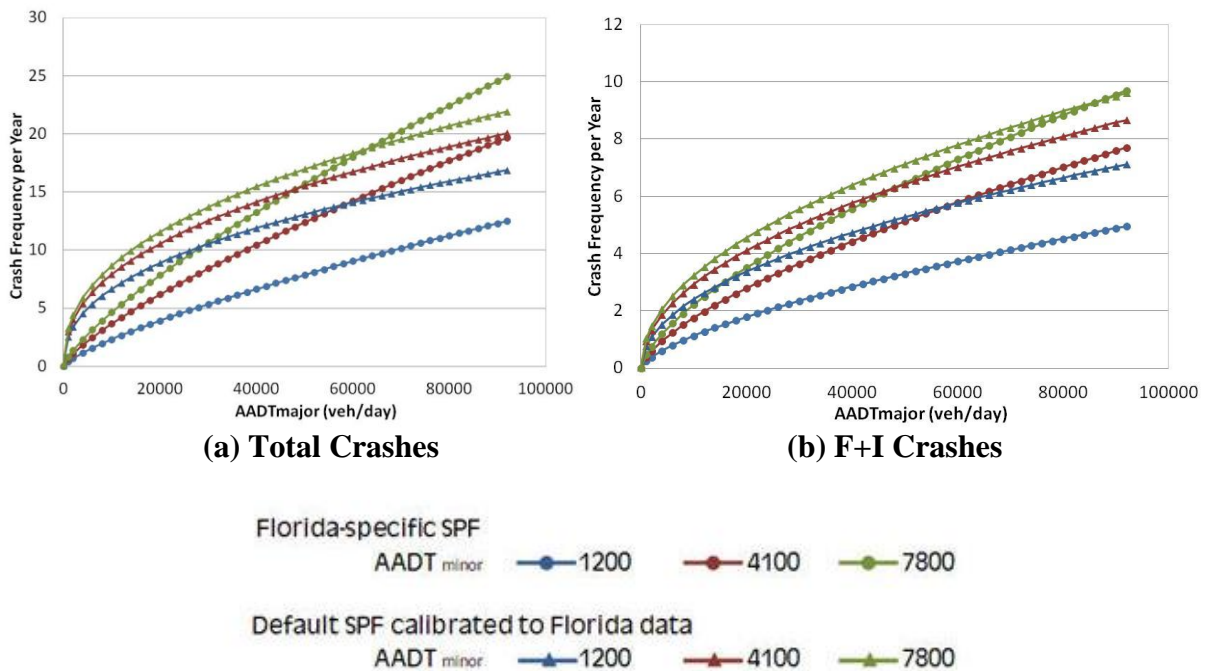 30
25
20
15
10
5
0
Crash Frequency per Year
0 20000 40000 60000 80000 100000
AADTmajor (veh/day)
(a) Total Crashes
12
10
8
6
4
2
0
Crash Frequency per Year
0 20000 40000 60000 80000 100000
AADTmajor (veh/day)
(b) F+I Crashes
Florida-specific SPF
AADT minor 1200 4100 7800
Default SPF calibrated to Florida data
AADT minor 1200 4100 7800